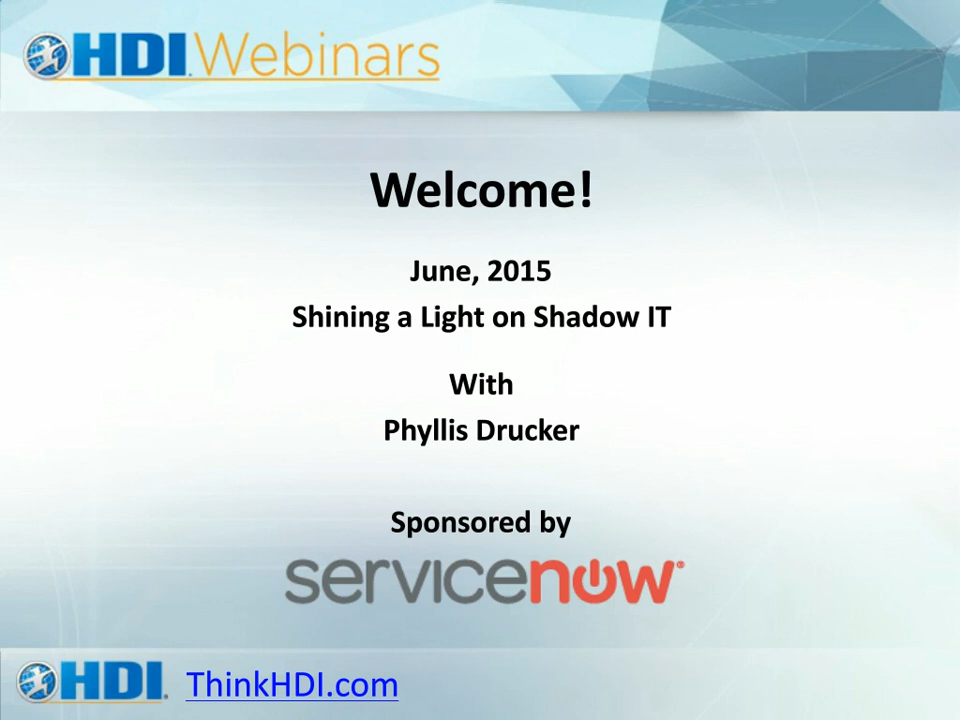 HDI Webinars
Welcome!
June, 2015
Shining a Light on Shadow IT
With
Phyllis Drucker
Sponsored by
servicenow®
HDI. ThinkHDI.com